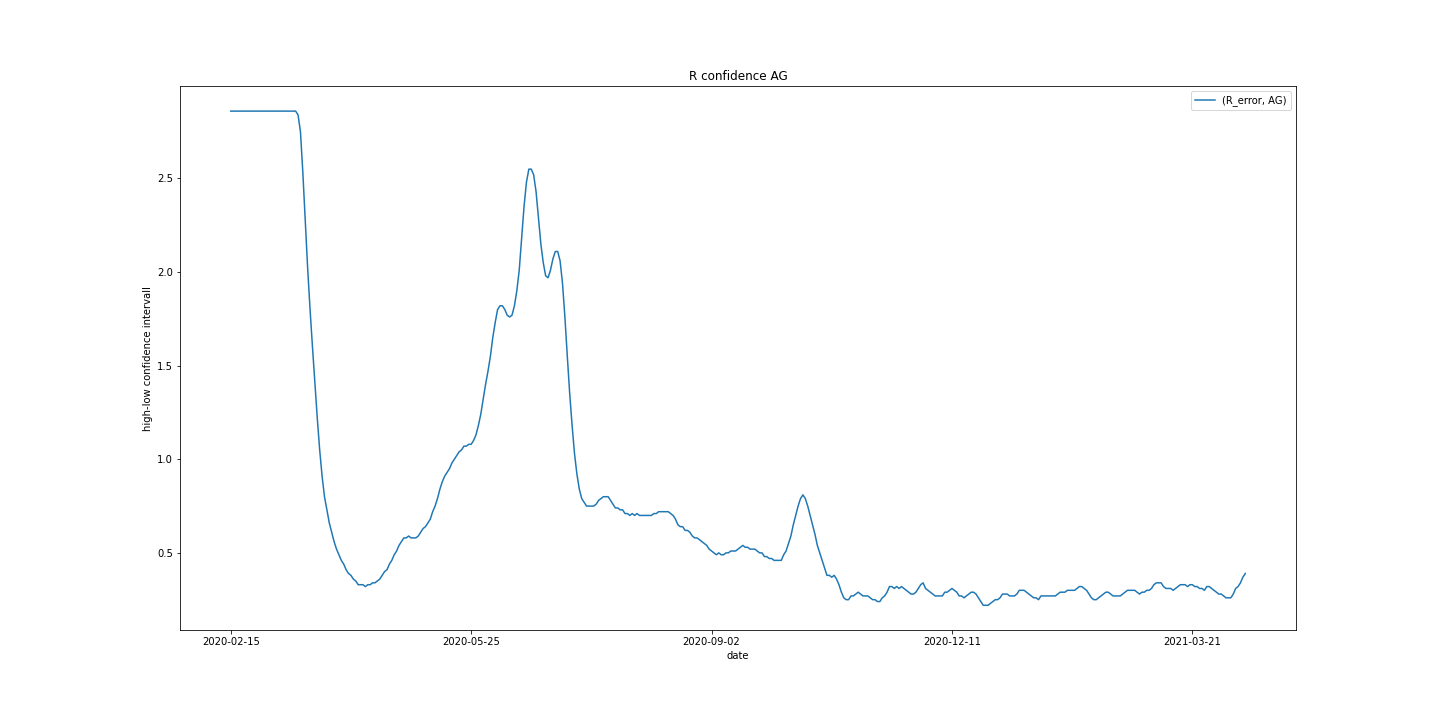 R confidence AG
(R_error, AG)
high-low confidence intervall
2.5
2.0
1.5
1.0
0.5
2020-02-15
2020-05-25
2020-09-02
2020-12-11
2021-03-21
date